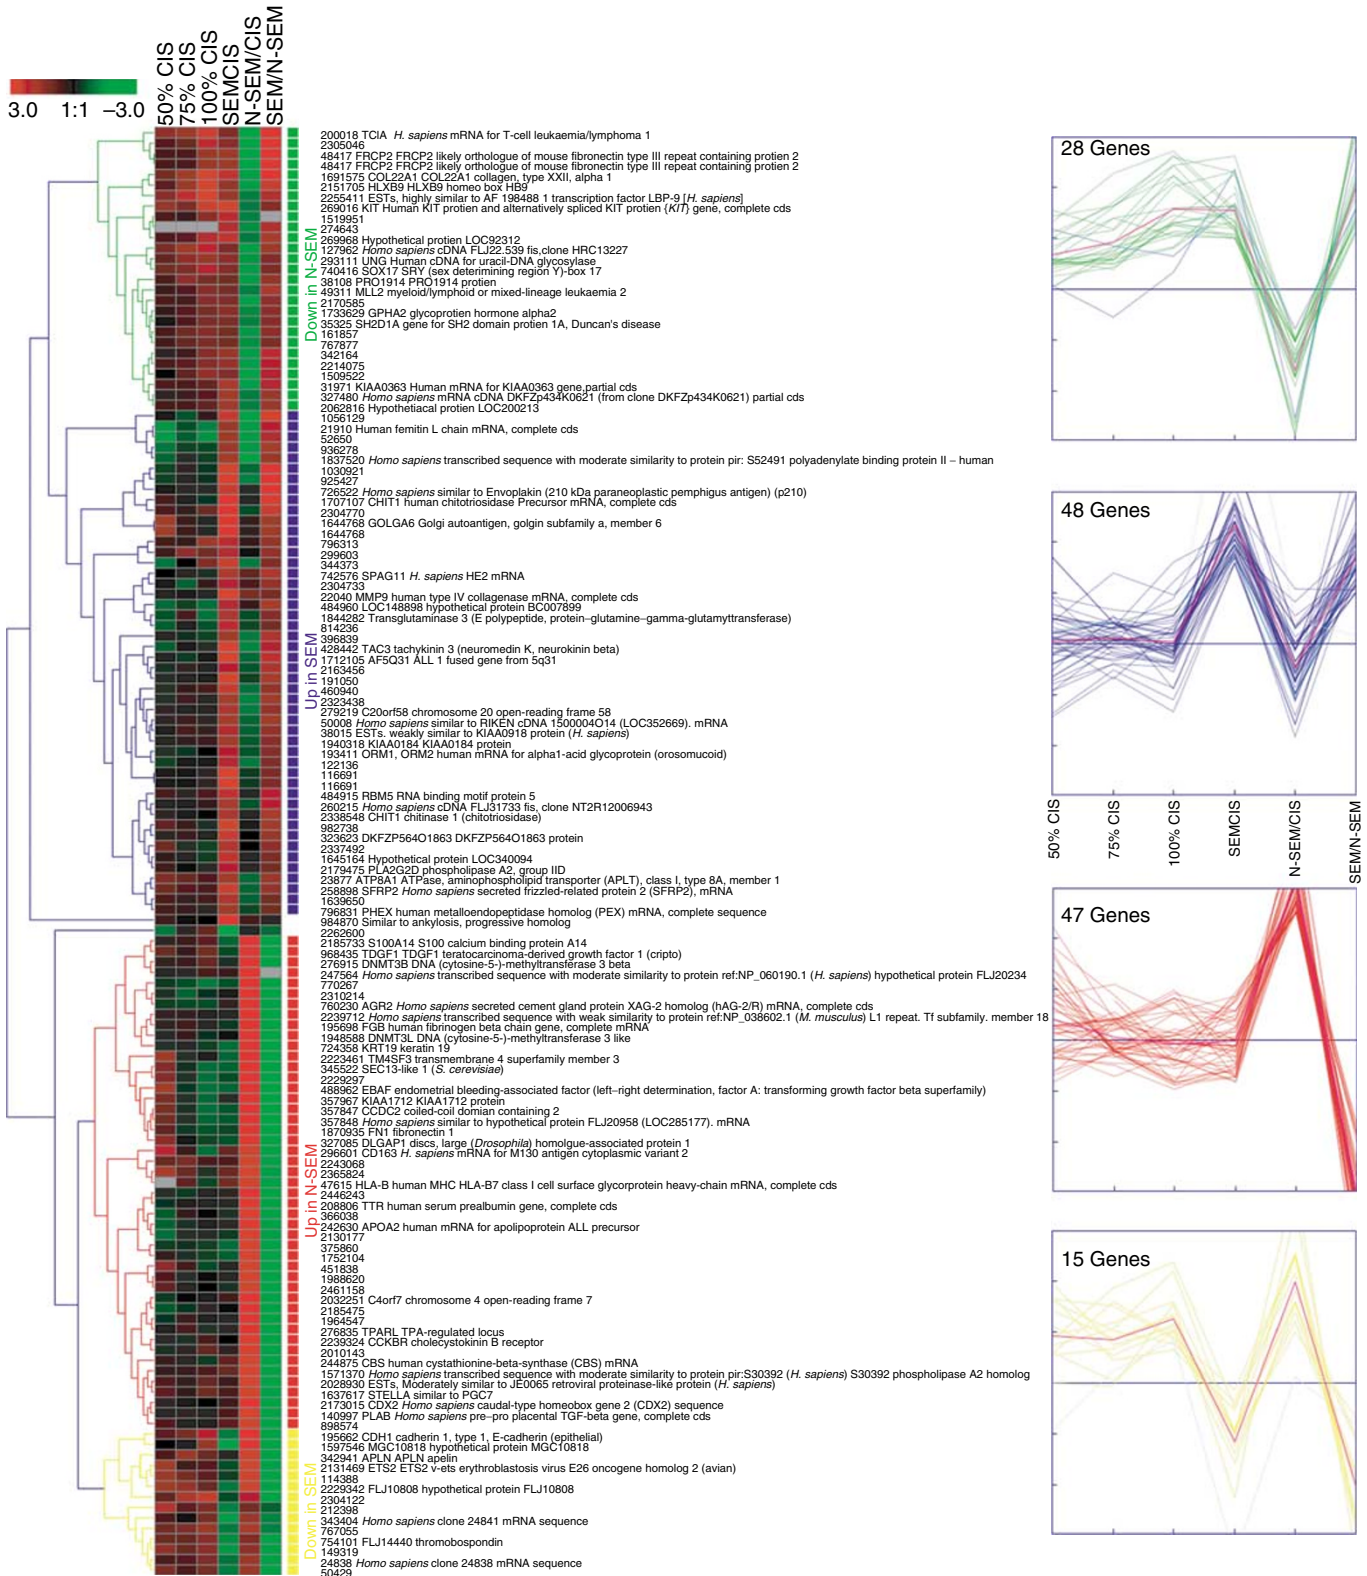 3.0 1:1 –3.0
50% CIS
75% CIS
100% CIS
SEMCIS
N-SEM/CIS
SEM/N-SEM
Down in N-SEM
200018 TCIA H. sapiens mRNA for T-cell leukaemia/lymphoma 1
2305046
48417 FRCP2 FRCP2 likely orthologue of mouse fibronectin type III repeat containing protien 2
48417 FRCP2 FRCP2 likely orthologue of mouse fibronectin type III repeat containing protien 2
1691575 COL22A1 COL22A1 collagen, type XXII, alpha 1
2151705 HLXB9 HLXB9 homeo box HB9
2255411 ESTs, highly similar to AF 198488 1 transcription factor LBP-9 [H. sapiens]
269016 KIT Human KIT protien and alternatively spliced KIT protien {KIT} gene, complete cds
1519951
274643
269968 Hypothetical protien LOC92312
127962 Homo sapiens cDNA FLJ22.539 fis,clone HRC13227
293111 UNG Human cDNA for uracil-DNA glycosylase
740416 SOX17 SRY (sex deterimining region Y)-box 17
38108 PRO1914 PRO1914 protien
49311 MLL2 myeloid/lymphoid or mixed-lineage leukaemia 2
2170585
1733629 GPHA2 glycoprotien hormone alpha2
35325 SH2D1A gene for SH2 domain protien 1A, Duncan's disease
161857
767877
342164
2214075
1509522
31971 KIAA0363 Human mRNA for KIAA0363 gene,partial cds
327480 Homo sapiens mRNA cDNA DKFZp434K0621 (from clone DKFZp434K0621) partial cds
2062816 Hypothetiacal protien LOC200213
Up in SEM
1056129
21910 Human femitin L chain mRNA, complete cds
52650
936278
1837520 Homo sapiens transcribed sequence with moderate similarity to protein pir: S52491 polyadenylate binding protein II – human
1030921
925427
726522 Homo sapiens similar to Envoplakin (210 kDa paraneoplastic pemphigus antigen) (p210)
1707107 CHIT1 human chitotriosidase Precursor mRNA, complete cds
2304770
1644768 GOLGA6 Golgi autoantigen, golgin subfamily a, member 6
1644768
796313
299603
344373
742576 SPAG11 H. sapiens HE2 mRNA
2304733
22040 MMP9 human type IV collagenase mRNA, complete cds
484960 LOC148898 hypothetical protein BC007899
1844282 Transglutaminase 3 (E polypeptide, protein–glutamine–gamma-glutamyttransferase)
814236
396839
428442 TAC3 tachykinin 3 (neuromedin K, neurokinin beta)
1712105 AF5Q31 ALL 1 fused gene from 5q31
2163456
191050
460940
2323438
279219 C20orf58 chromosome 20 open-reading frame 58
50008 Homo sapiens similar to RIKEN cDNA 1500004O14 (LOC352669). mRNA
38015 ESTs. weakly similar to KIAA0918 protein (H. sapiens)
1940318 KIAA0184 KIAA0184 protein
193411 ORM1, ORM2 human mRNA for alpha1-acid glycoprotein (orosomucoid)
122136
116691
116691
484915 RBM5 RNA binding motif protein 5
260215 Homo sapiens cDNA FLJ31733 fis, clone NT2R12006943
2338548 CHIT1 chitinase 1 (chitotriosidase)
982738
323623 DKFZP564O1863 DKFZP564O1863 protein
2337492
1645164 Hypothetical protein LOC340094
2179475 PLA2G2D phospholipase A2, group IID
23877 ATP8A1 ATPase, aminophospholipid transporter (APLT), class I, type 8A, member 1
258898 SFRP2 Homo sapiens secreted frizzled-related protein 2 (SFRP2), mRNA
1639650
796831 PHEX human metalloendopeptidase homolog (PEX) mRNA, complete sequence
984870 Similar to ankylosis, progressive homolog
2262600
Up in N-SEM
2185733 S100A14 S100 calcium binding protein A14
968435 TDGF1 TDGF1 teratocarcinoma-derived growth factor 1 (cripto)
276915 DNMT3B DNA (cytosine-5-)-methyltransferase 3 beta
247564 Homo sapiens transcribed sequence with moderate similarity to protein ref:NP_060190.1 (H. sapiens) hypothetical protein FLJ20234
770267
2310214
760230 AGR2 Homo sapiens secreted cement gland protein XAG-2 homolog (hAG-2/R) mRNA, complete cds
2239712 Homo sapiens transcribed sequence with weak similarity to protein ref:NP_038602.1 (M. musculus) L1 repeat. Tf subfamily. member 18
195698 FGB human fibrinogen beta chain gene, complete mRNA
1948588 DNMT3L DNA (cytosine-5-)-methyltransferase 3 like
724358 KRT19 keratin 19
2223461 TM4SF3 transmembrane 4 superfamily member 3
345522 SEC13-like 1 (S. cerevisiae)
2229297
488962 EBAF endometrial bleeding-associated factor (left–right determination, factor A: transforming growth factor beta superfamily)
357967 KIAA1712 KIAA1712 protein
357847 CCDC2 coiled-coil domian containing 2
357848 Homo sapiens similar to hypothetical protein FLJ20958 (LOC285177). mRNA
1870935 FN1 fibronectin 1
327085 DLGAP1 discs, large (Drosophila) homolgue-associated protein 1
296601 CD163 H. sapiens mRNA for M130 antigen cytoplasmic variant 2
2243068
2365824
47615 HLA-B human MHC HLA-B7 class I cell surface glycorprotein heavy-chain mRNA, complete cds
2446243
208806 TTR human serum prealbumin gene, complete cds
366038
242630 APOA2 human mRNA for apolipoprotein ALL precursor
2130177
375860
1752104
451838
1988620
2461158
2032251 C4orf7 chromosome 4 open-reading frame 7
2185475
1964547
276835 TPARL TPA-regulated locus
2239324 CCKBR cholecystokinin B receptor
2010143
244875 CBS human cystathionine-beta-synthase (CBS) mRNA
1571370 Homo sapiens transcribed sequence with moderate similarity to protein pir:S30392 (H. sapiens) S30392 phospholipase A2 homolog
2028930 ESTs, Moderately similar to JE0065 retroviral proteinase-like protein (H. sapiens)
1637617 STELLA similar to PGC7
2173015 CDX2 Homo sapiens caudal-type homeobox gene 2 (CDX2) sequence
140997 PLAB Homo sapiens pre–pro placental TGF-beta gene, complete cds
898574
Down in SEM
195662 CDH1 cadherin 1, type 1, E-cadherin (epithelial)
1597546 MGC10818 hypothetical protein MGC10818
342941 APLN APLN apelin
2131469 ETS2 ETS2 v-ets erythroblastosis virus E26 oncogene homolog 2 (avian)
114388
2229342 FLJ10808 hypothetical protein FLJ10808
2304122
212398
343404 Homo sapiens clone 24841 mRNA sequence
767055
754101 FLJ14440 thrombobospondin
149319
24838 Homo sapiens clone 24838 mRNA sequence
50429
28 Genes
48 Genes
50% CIS
75% CIS
100% CIS
SEMCIS
N-SEM/CIS
SEM/N-SEM
47 Genes
15 Genes